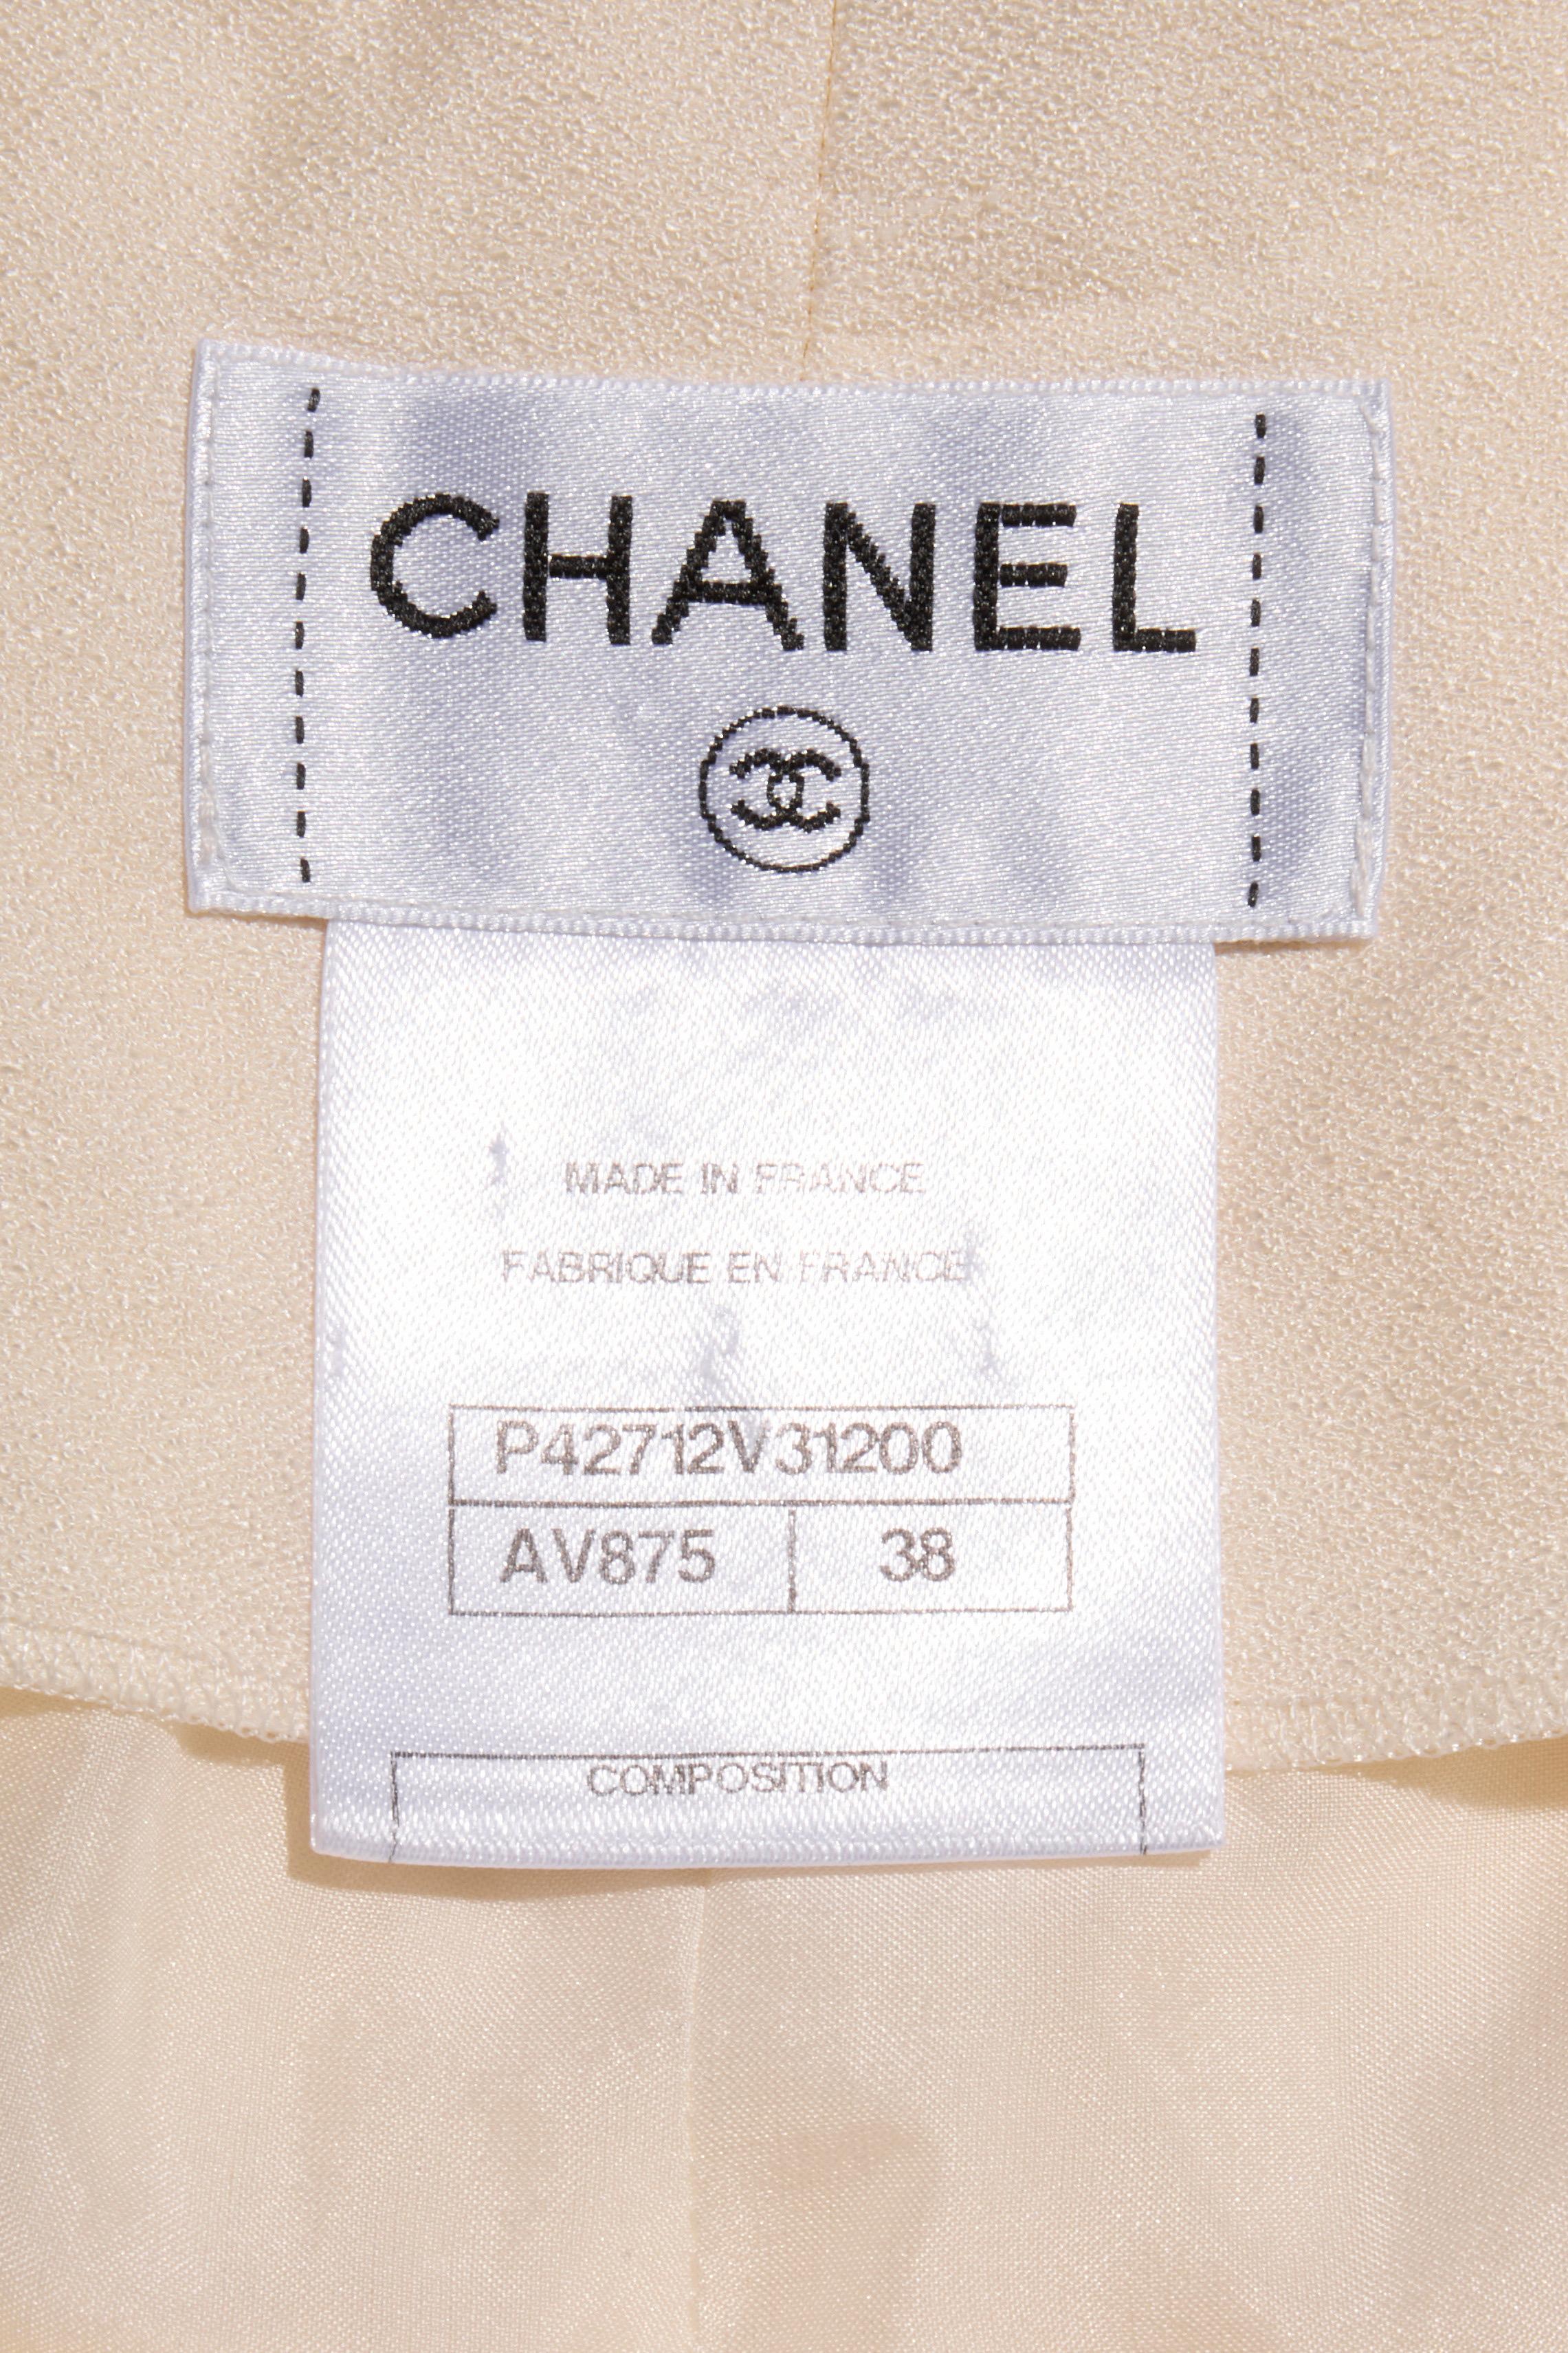 CHANEL
MADE IN FRANCE
FABRIQUE EN FRANCE
P42712V31200
AV875 38
COMPOSITION